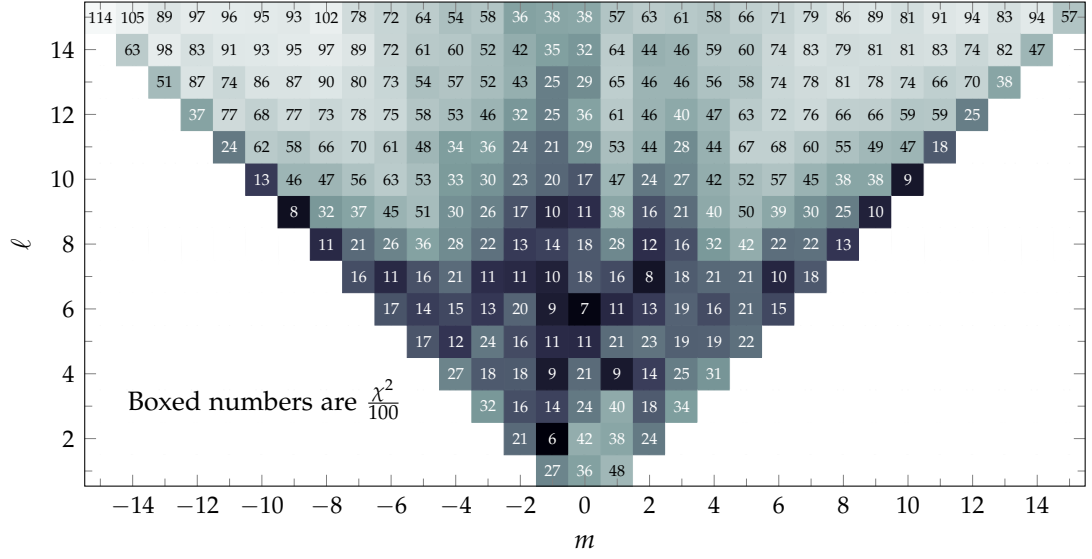 114 105 89 97 96 95 93 102 78 72 64 54 58 36 38 38 57 63 61 58 66 71 79 86 89 81 91 94 83 94 57
14 63 98 83 91 93 95 97 89 72 61 60 52 42 35 32 64 44 46 59 60 74 83 79 81 81 83 74 82 47
51 87 74 86 87 90 80 73 54 57 52 43 25 29 65 46 46 56 58 74 78 81 78 74 66 70 38
12 37 77 68 77 73 78 75 58 53 46 32 25 36 61 46 40 47 63 72 76 66 66 59 59 25
24 62 58 66 70 61 48 34 36 24 21 29 53 44 28 44 67 68 60 55 49 47 18
10 13 46 47 56 63 53 33 30 23 20 17 47 24 27 42 52 57 45 38 38 9
8 32 37 45 51 30 26 17 10 11 38 16 21 40 50 39 30 25 10
ℓ 8 11 21 26 36 28 22 13 14 18 28 12 16 32 42 22 22 13
16 11 16 21 11 11 10 18 16 8 18 21 21 10 18
6 17 14 15 13 20 9 7 11 13 19 16 21 15
17 12 24 16 11 11 21 23 19 19 22
4 27 18 18 9 21 9 14 25 31
Boxed numbers are χ²/100
32 16 14 24 40 18 34
2 21 6 42 38 24
27 36 48
−14 −12 −10 −8 −6 −4 −2 0 2 4 6 8 10 12 14
m